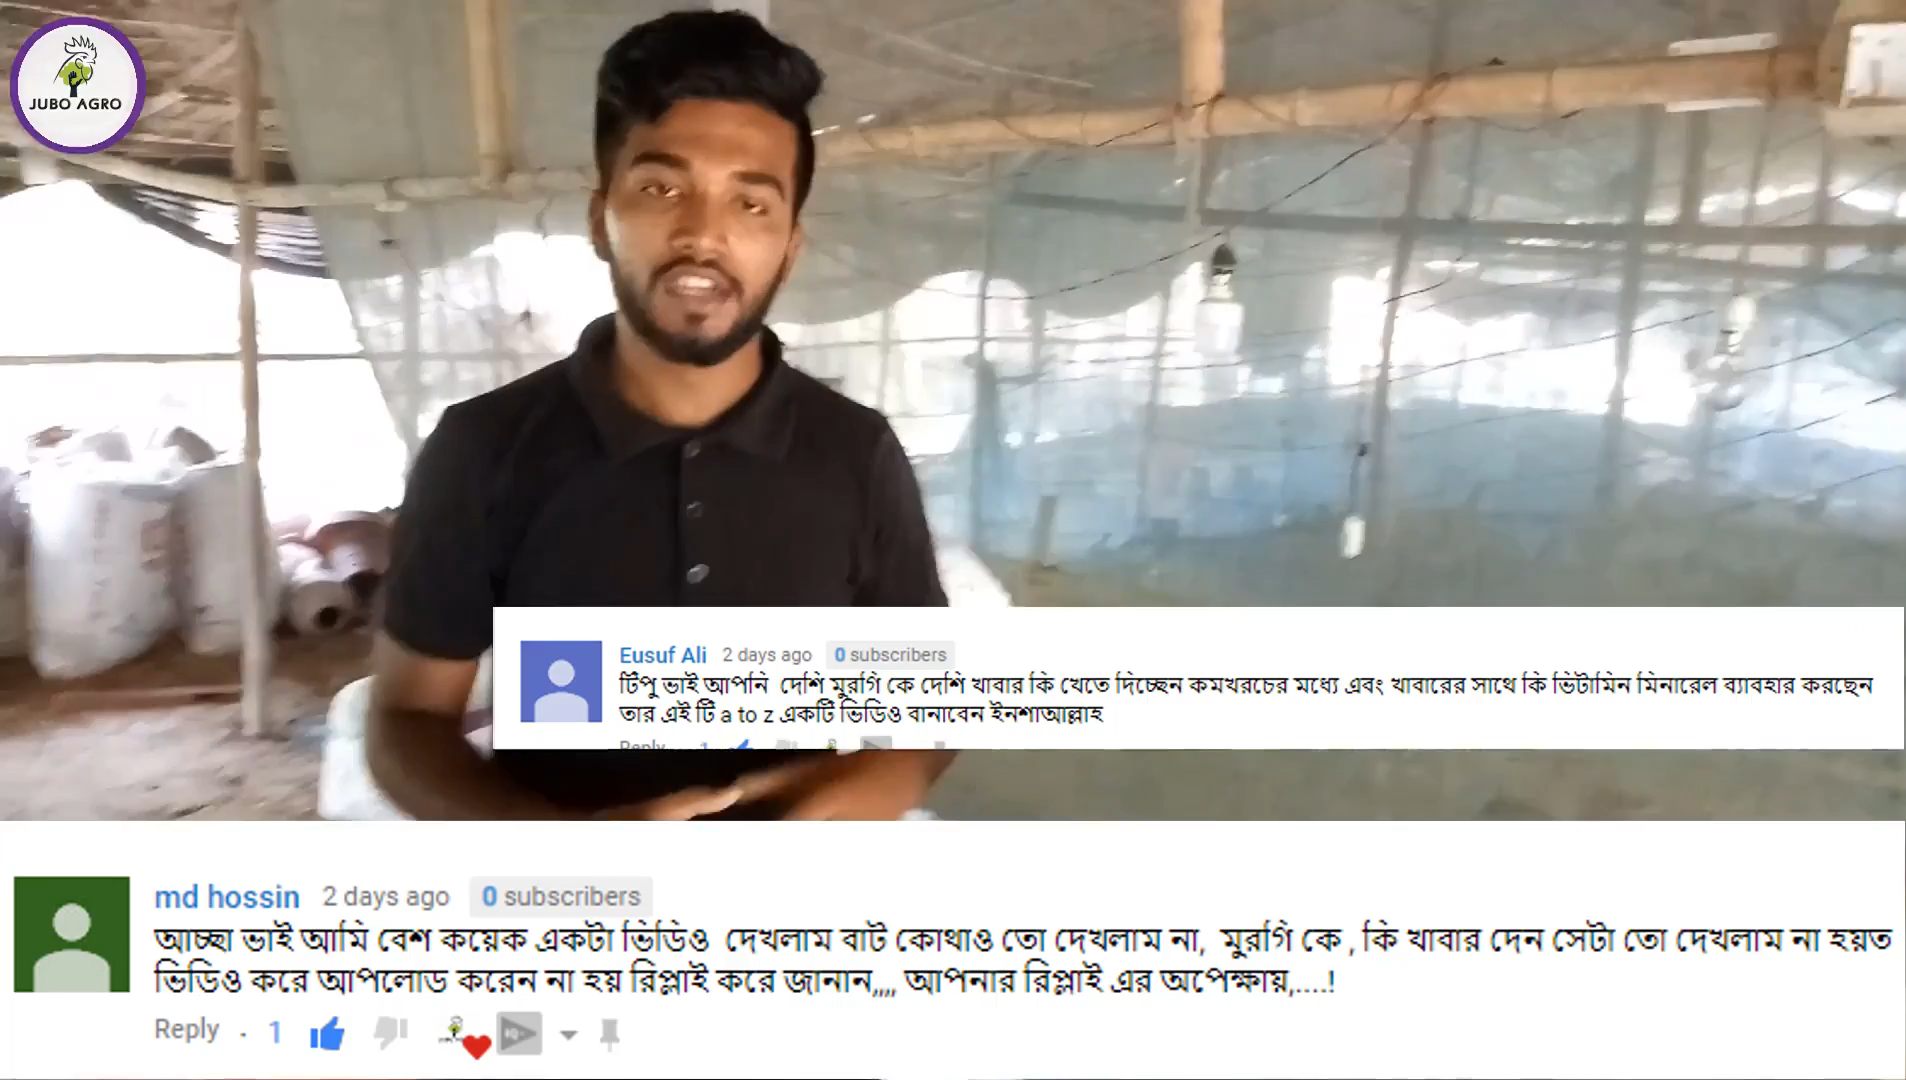 JUBO AGRO
Eusuf Ali 2 days ago 0 subscribers
টিপু ভাই আপনি দেশি মুরগি কে দেশি খাবার কি খেতে দিচ্ছেন কমখরচের মধ্যে এবং খাবারের সাথে কি ভিটামিন মিনারেল ব্যাবহার করছেন
তার এই টি a to z একটি ভিডিও বানাবেন ইনশাআল্লাহ
Reply 1
md hossin 2 days ago 0 subscribers
আচ্ছা ভাই আমি বেশ কয়েক একটা ভিডিও দেখলাম বাট কোথাও তো দেখলাম না, মুরগি কে , কি খাবার দেন সেটা তো দেখলাম না হয়ত
ভিডিও করে আপলোড করেন না হয় রিপ্লাই করে জানান,,,, আপনার রিপ্লাই এর অপেক্ষায়,....!
Reply . 1